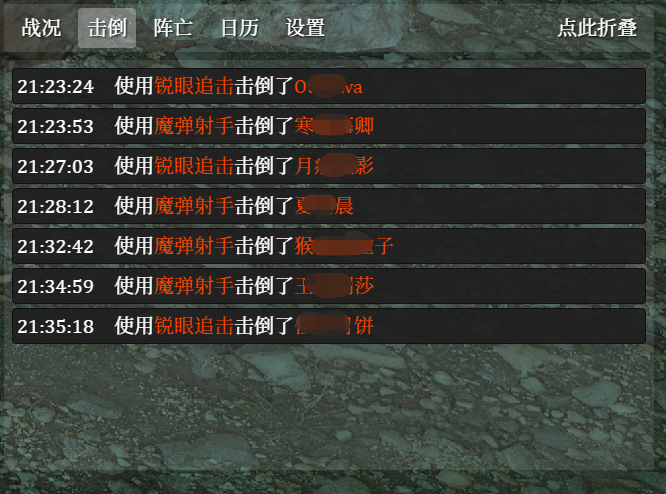 战况 击倒 阵亡 日历 设置 点此折叠
21:23:24 使用锐眼追击击倒了O va
21:23:53 使用魔弹射手击倒了寒 卿
21:27:03 使用锐眼追击击倒了月 影
21:28:12 使用魔弹射手击倒了 晨
21:32:42 使用魔弹射手击倒了猴 子
21:34:59 使用魔弹射手击倒了王 莎
21:35:18 使用锐眼追击击倒了 饼